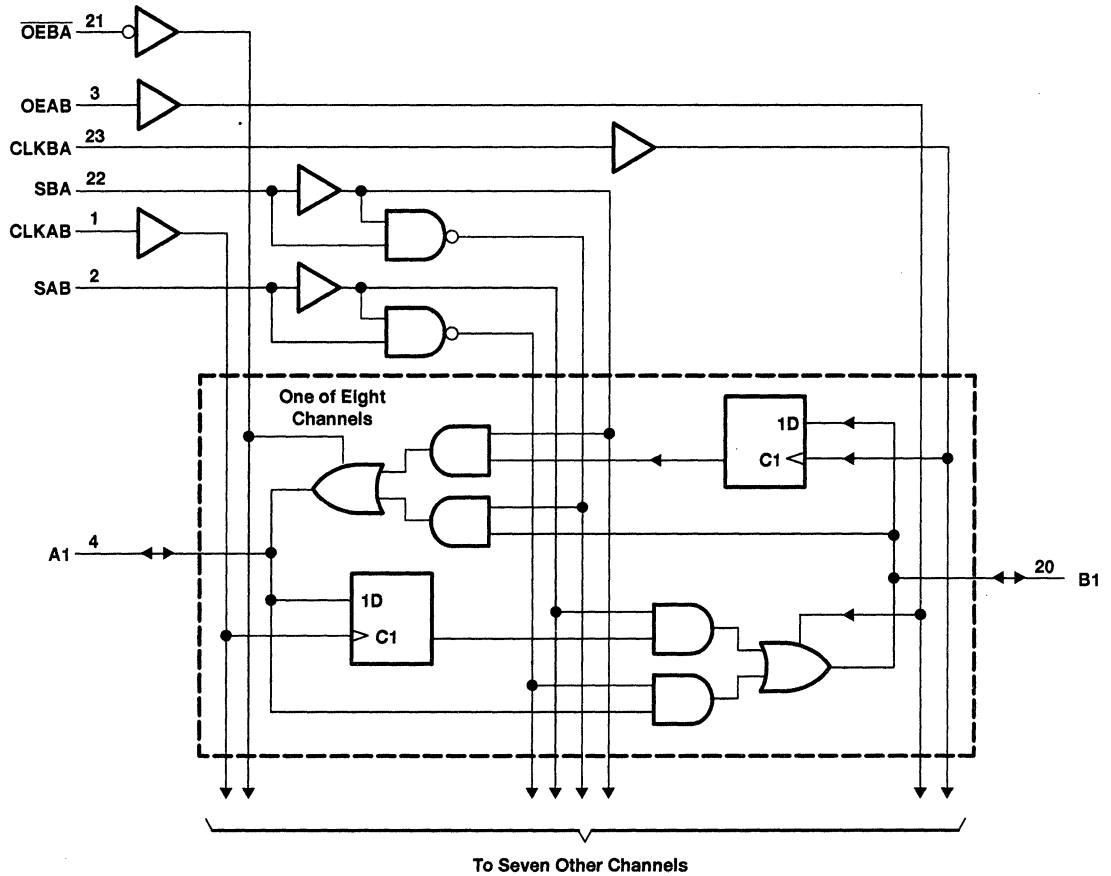 OEBA 21
OEAB 3
CLKBA 23
SBA 22
CLKAB 1
SAB 2
One of Eight
Channels
1D
C1
A1 4
1D
C1
20 B1
To Seven Other Channels